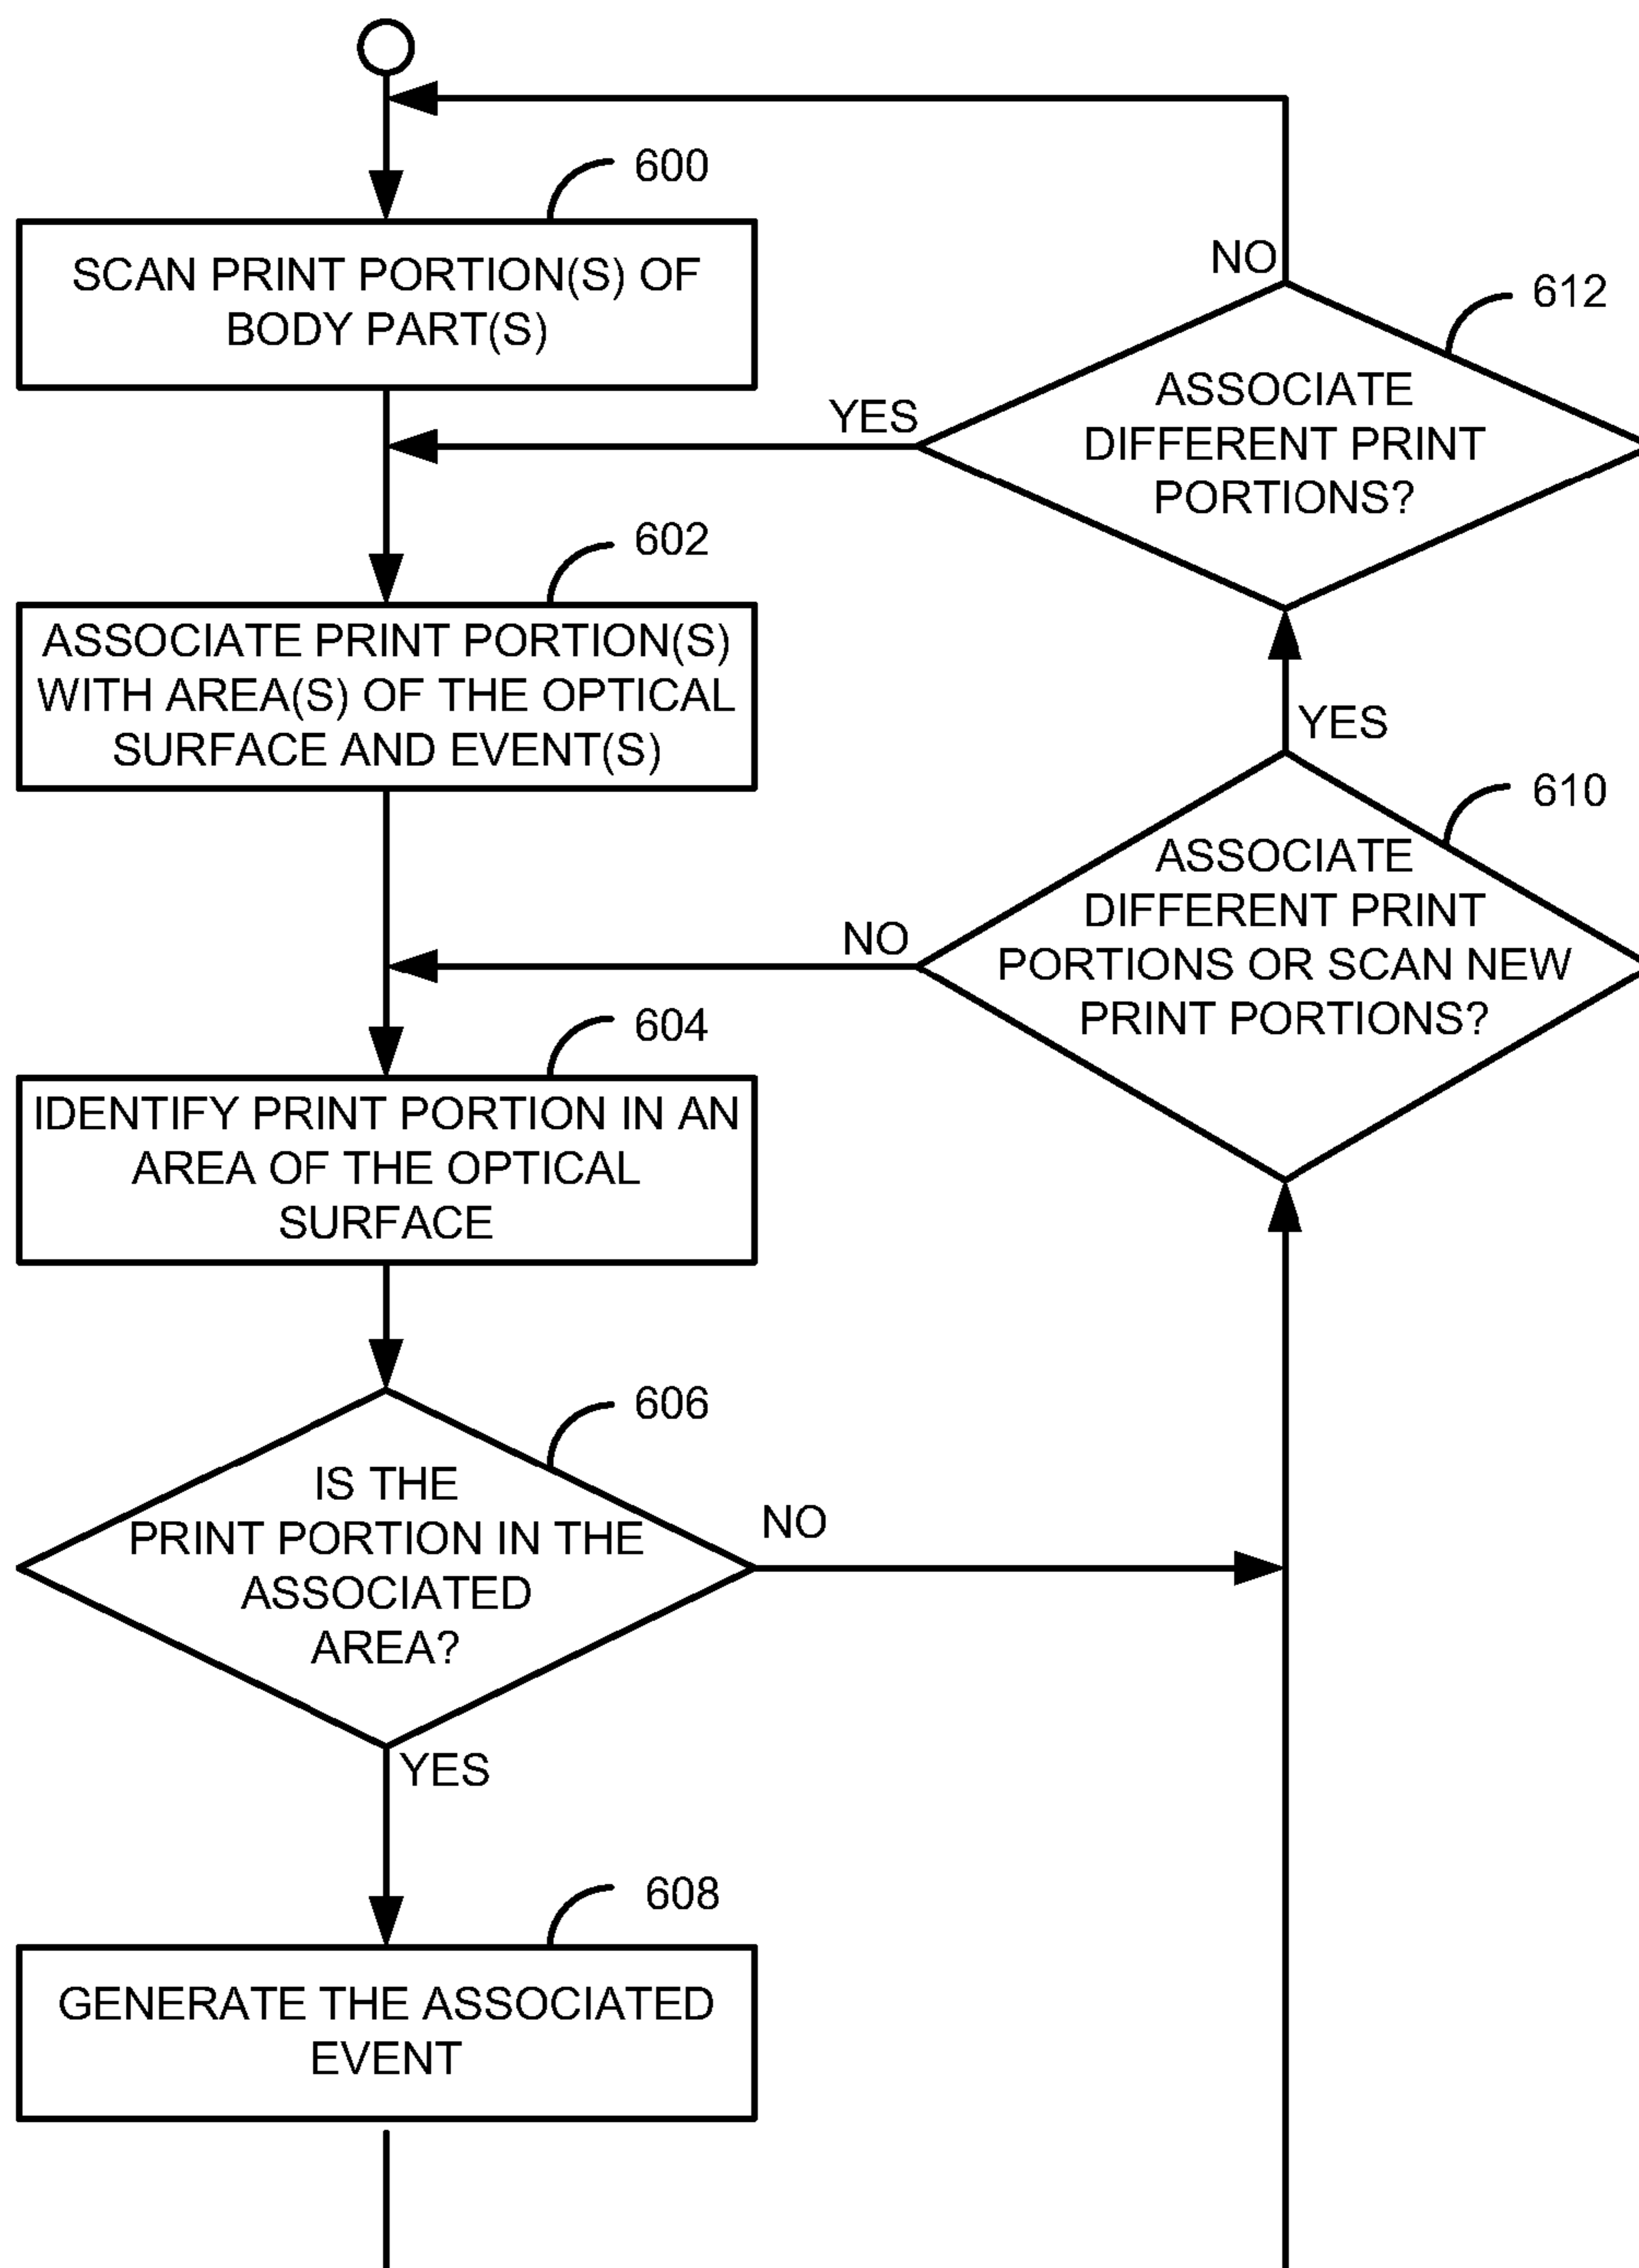 600
SCAN PRINT PORTION(S) OF
BODY PART(S)
NO
612
ASSOCIATE
DIFFERENT PRINT
PORTIONS?
YES
602
ASSOCIATE PRINT PORTION(S)
WITH AREA(S) OF THE OPTICAL
SURFACE AND EVENT(S)
YES
610
ASSOCIATE
DIFFERENT PRINT
PORTIONS OR SCAN NEW
PRINT PORTIONS?
NO
604
IDENTIFY PRINT PORTION IN AN
AREA OF THE OPTICAL
SURFACE
606
IS THE
PRINT PORTION IN THE
ASSOCIATED
AREA?
NO
YES
608
GENERATE THE ASSOCIATED
EVENT